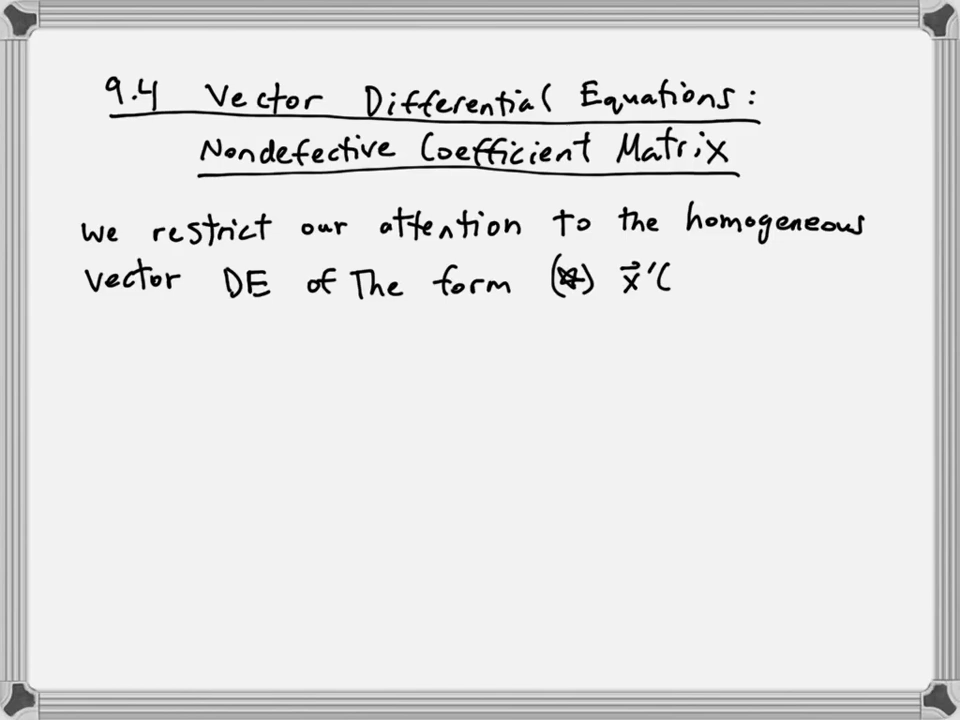 9.4 Vector Differential Equations:
Nondefective Coefficient Matrix
we restrict our attention to the homogeneous
vector DE of The form (*) x⃗'(